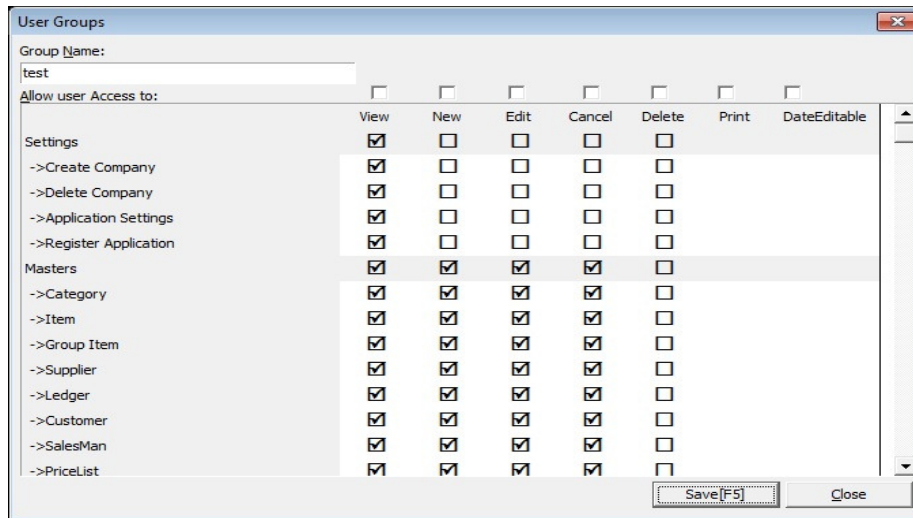 User Groups
Group Name:
test
Allow user Access to:
View New Edit Cancel Delete Print DateEditable
Settings
->Create Company
->Delete Company
->Application Settings
->Register Application
Masters
->Category
->Item
->Group Item
->Supplier
->Ledger
->Customer
->SalesMan
->PriceList
Save[F5] Close